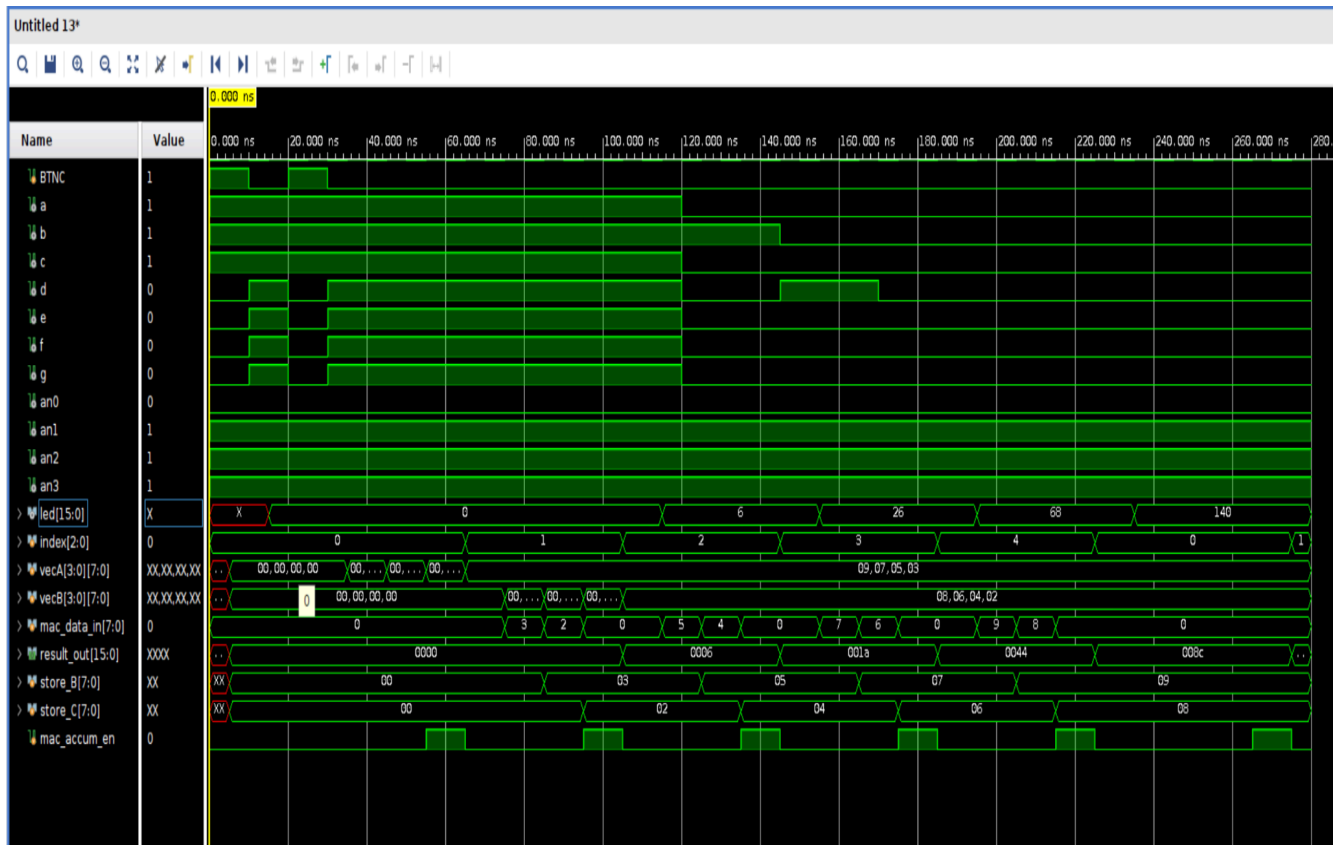 Untitled 13*
0.000 ns
Name Value 0.000 ns 20.000 ns 40.000 ns 60.000 ns 80.000 ns 100.000 ns 120.000 ns 140.000 ns 160.000 ns 180.000 ns 200.000 ns 220.000 ns 240.000 ns 260.000 ns 280.
BTNC 1
a 1
b 1
c 1
d 0
e 0
f 0
g 0
an0 0
an1 1
an2 1
an3 1
led[15:0] X X 0 6 26 68 140
index[2:0] 0 0 1 2 3 4 0 1
vecA[3:0][7:0] XX,XX,XX,XX .. 00,00,00,00 00,... 00,... 00,... 09,07,05,03
vecB[3:0][7:0] XX,XX,XX,XX .. 0 00,00,00,00 00,... 00,... 00,... 08,06,04,02
mac_data_in[7:0] 0 0 3 2 0 5 4 0 7 6 0 9 8 0
result_out[15:0] XXXX .. 0000 0006 001a 0044 008c ..
store_B[7:0] XX XX 00 03 05 07 09
store_C[7:0] XX XX 00 02 04 06 08
mac_accum_en 0